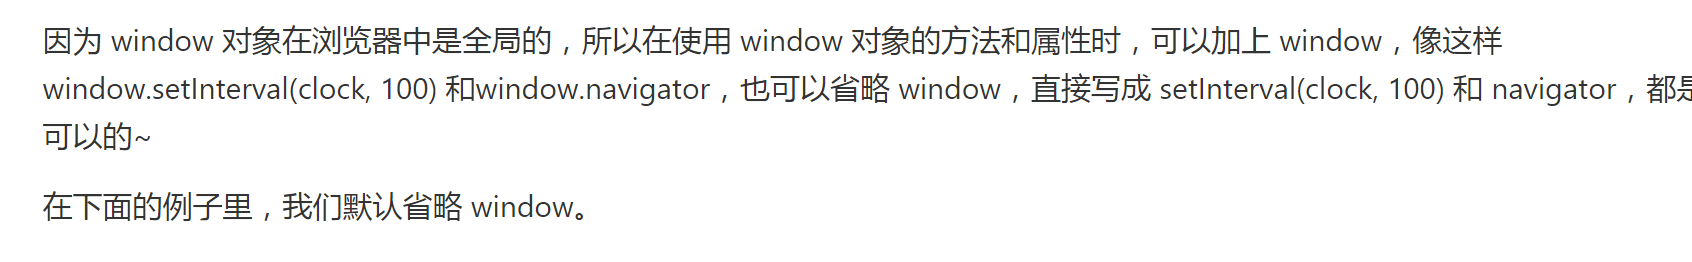 因为 window 对象在浏览器中是全局的，所以在使用 window 对象的方法和属性时，可以加上 window，像这样
window.setInterval(clock, 100) 和window.navigator，也可以省略 window，直接写成 setInterval(clock, 100) 和 navigator，都是
可以的~
在下面的例子里，我们默认省略 window。